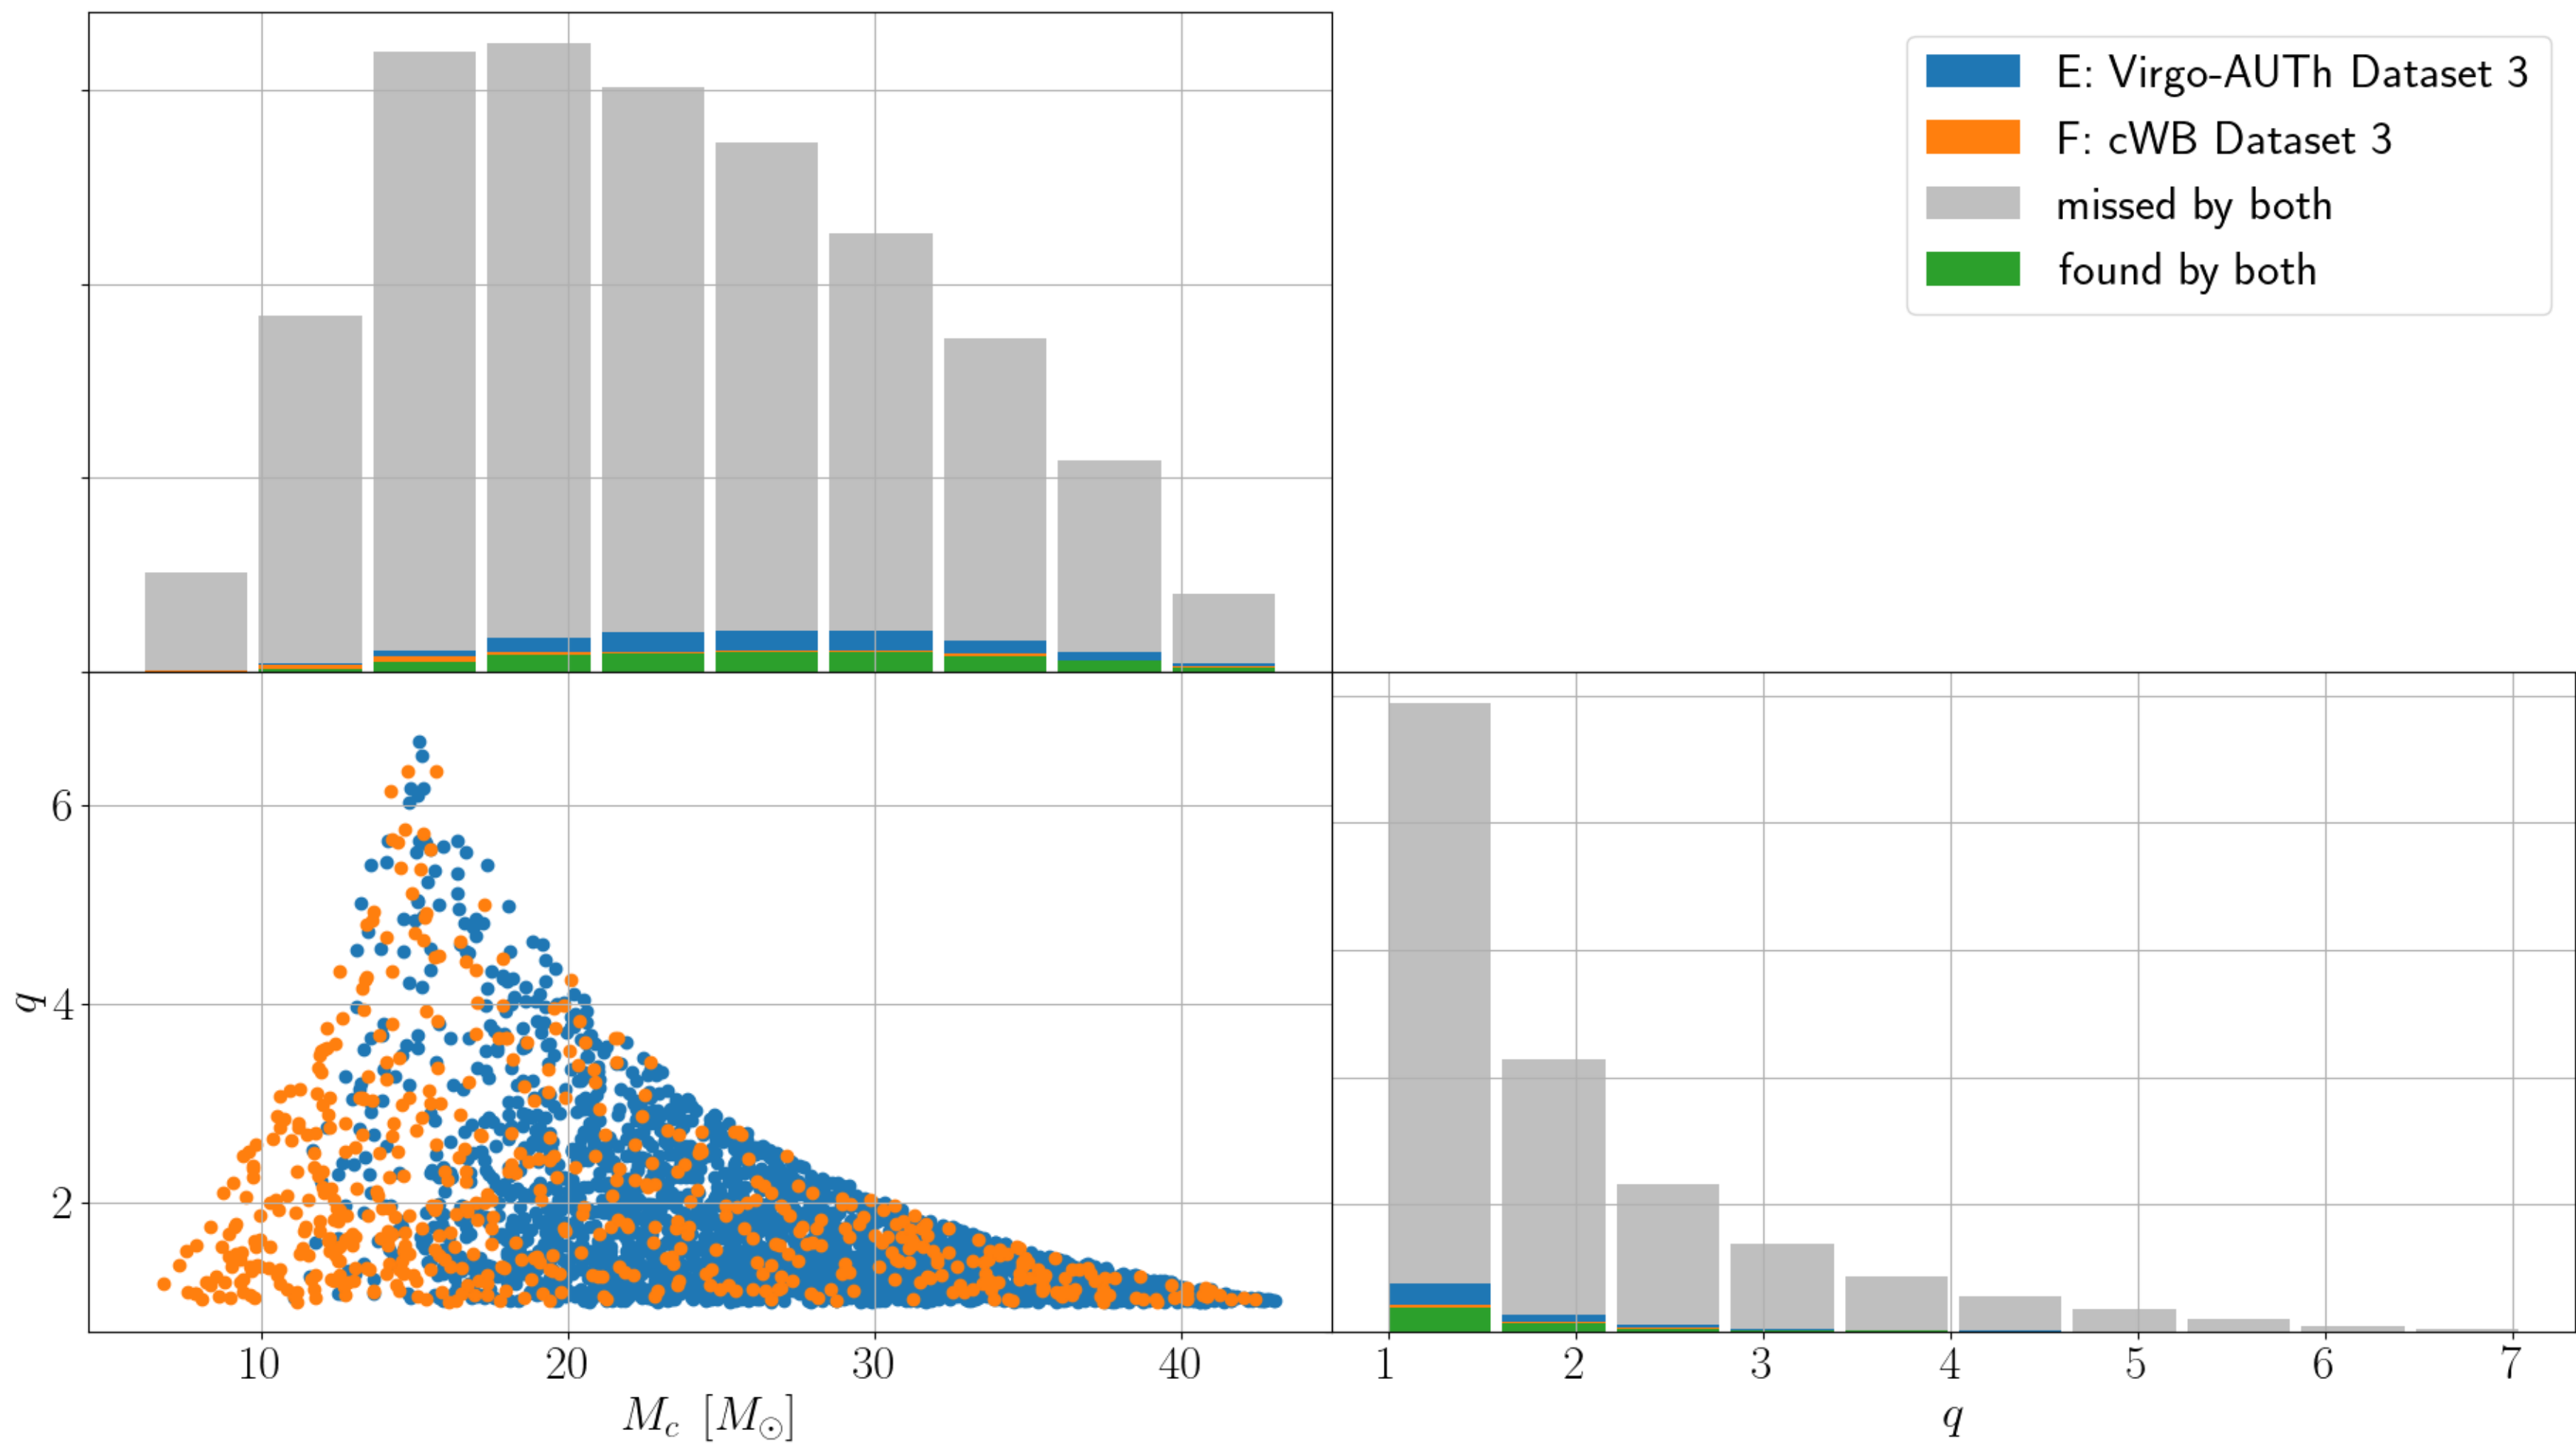 E: Virgo-AUTh Dataset 3
F: cWB Dataset 3
missed by both
found by both
6
4
2
q
10 20 30 40
M_c [M_⊙]
1 2 3 4 5 6 7
q